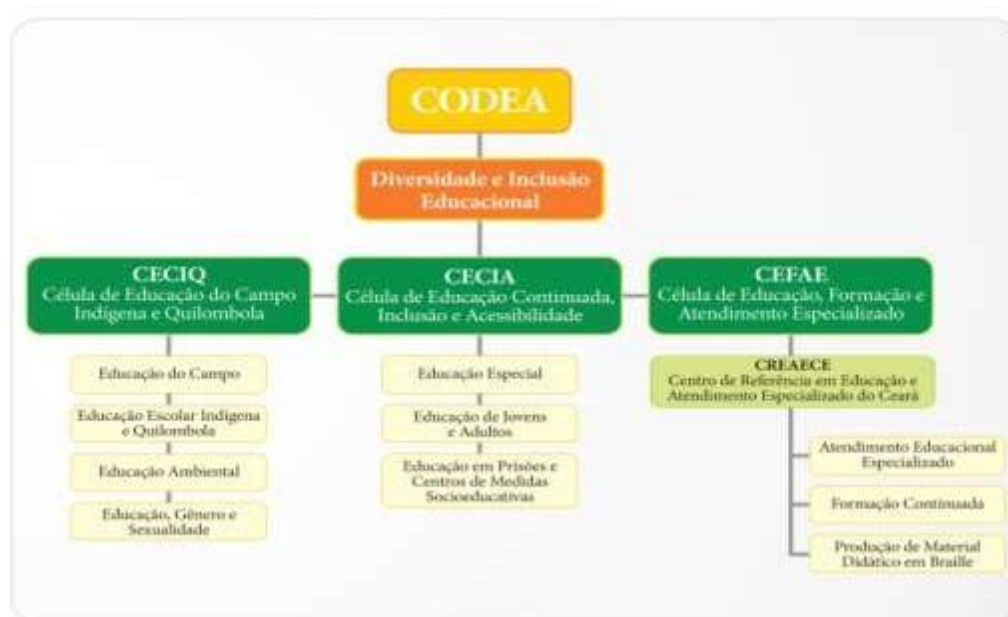 CODEA
Diversidade e Inclusão
Educacional
CECIQ
Célula de Educação do Campo
Indígena e Quilombola
Educação do Campo
Educação Escolar Indígena
e Quilombola
Educação Ambiental
Educação, Gênero e
Sexualidade
CECIA
Célula de Educação Continuada,
Inclusão e Acessibilidade
Educação Especial
Educação de Jovens
e Adultos
Educação em Prisões e
Centros de Medidas
Socioeducativas
CEFAE
Célula de Educação, Formação e
Atendimento Especializado
CREAECE
Centro de Referência em Educação e
Atendimento Especializado do Ceará
Atendimento Educacional
Especializado
Formação Continuada
Produção de Material
Didático em Braille